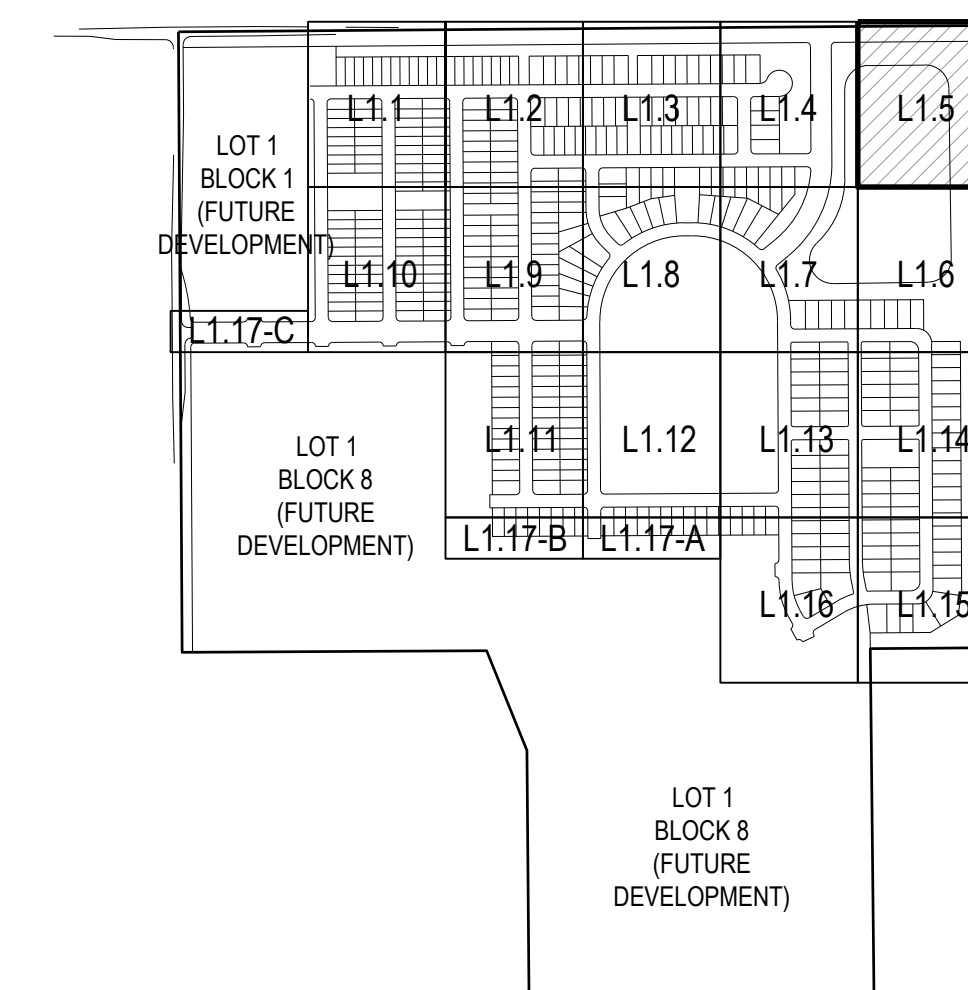 L1.1
L1.2
L1.3
L1.4
L1.5
LOT 1
BLOCK 1
(FUTURE
DEVELOPMENT)
L1.10
L1.9
L1.8
L1.7
L1.6
L1.17-C
L1.11
L1.12
L1.13
L1.14
LOT 1
BLOCK 8
(FUTURE
DEVELOPMENT)
L1.17-B
L1.17-A
L1.16
L1.15
LOT 1
BLOCK 8
(FUTURE
DEVELOPMENT)